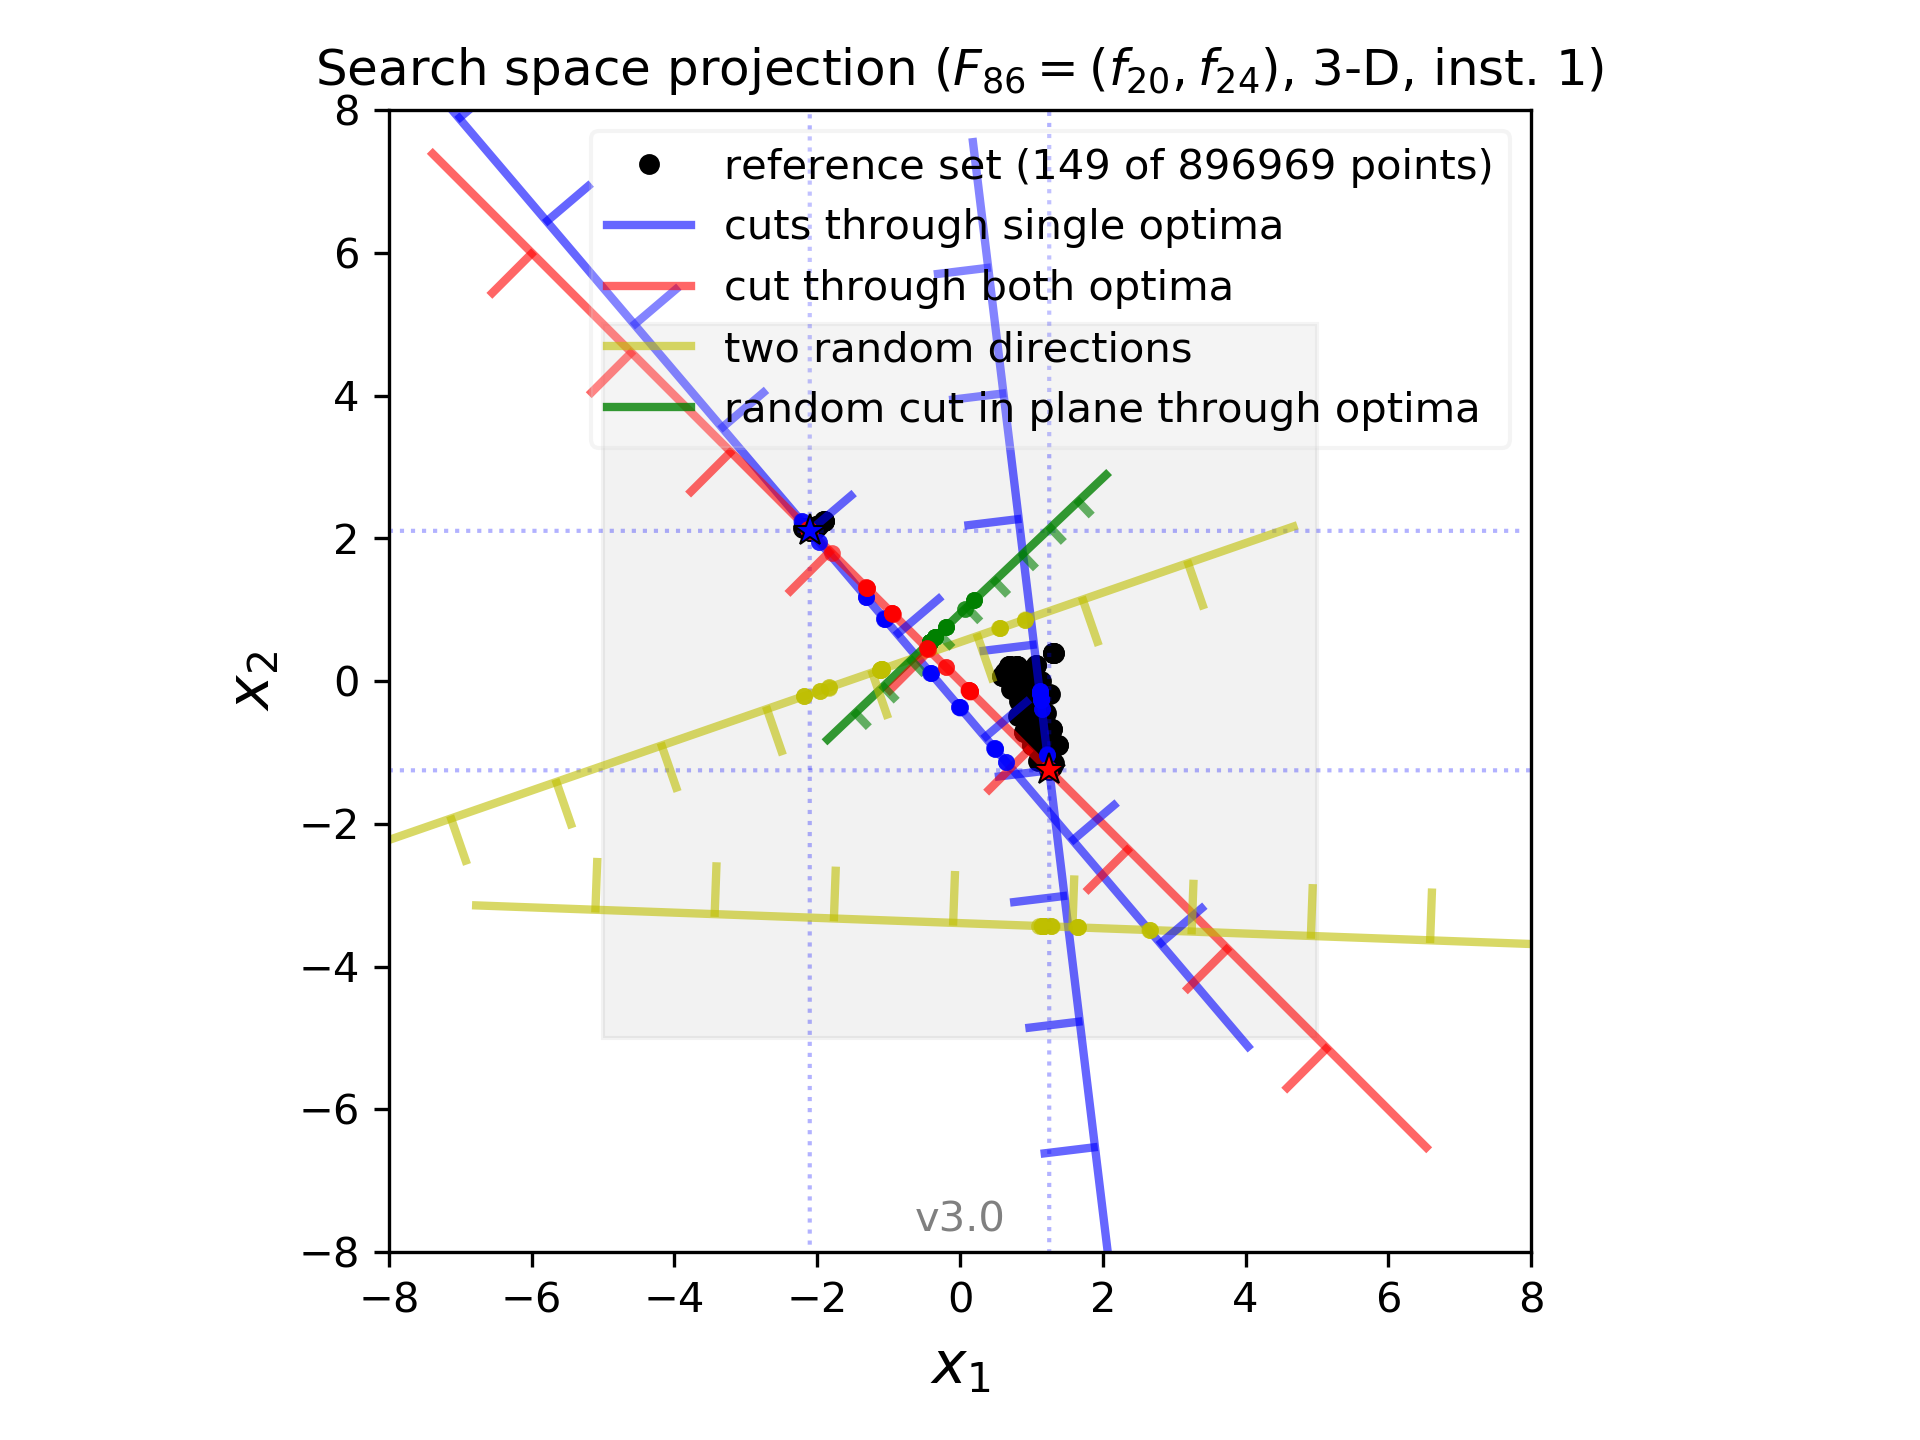 Search space projection (F₈₆ = (f₂₀, f₂₄), 3-D, inst. 1)
reference set (149 of 896969 points)
cuts through single optima
cut through both optima
two random directions
random cut in plane through optima
8
6
4
2
0
−2
−4
−6
−8
x₂
v3.0
−8 −6 −4 −2 0 2 4 6 8
x₁